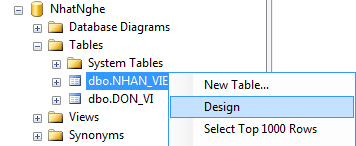 NhatNghe
Database Diagrams
Tables
System Tables
dbo.NHAN_VIE
dbo.DON_VI
Views
Synonyms
New Table...
Design
Select Top 1000 Rows